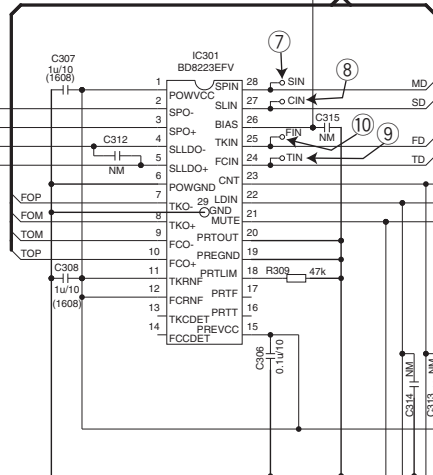 IC301
BD8223EFV
C307
1u/10
(1608)
7
8
10
9
SIN
CIN
FIN
TIN
MD
SD
FD
TD
C315
NM
C312
NM
1 POWVCC
2 SPO-
3 SPO+
4 SLLDO-
5 SLLDO+
6 POWGND
7 TKO-
8 TKO+
9 FCO-
10 FCO+
11 TKRNF
12 FCRNF
13 TKCDET
14 FCCDET
SPIN 28
SLIN 27
BIAS 26
TKIN 25
FCIN 24
CNT 23
LDIN 22
29 GND
MUTE 21
PRTOUT 20
PREGND 19
PRTLIM 18
PRTF 17
PRTT 16
PREVCC 15
FOP
FOM
TOM
TOP
C308
1u/10
(1608)
R309 47k
C306
0.1u/10
C314
NM
C313
NM